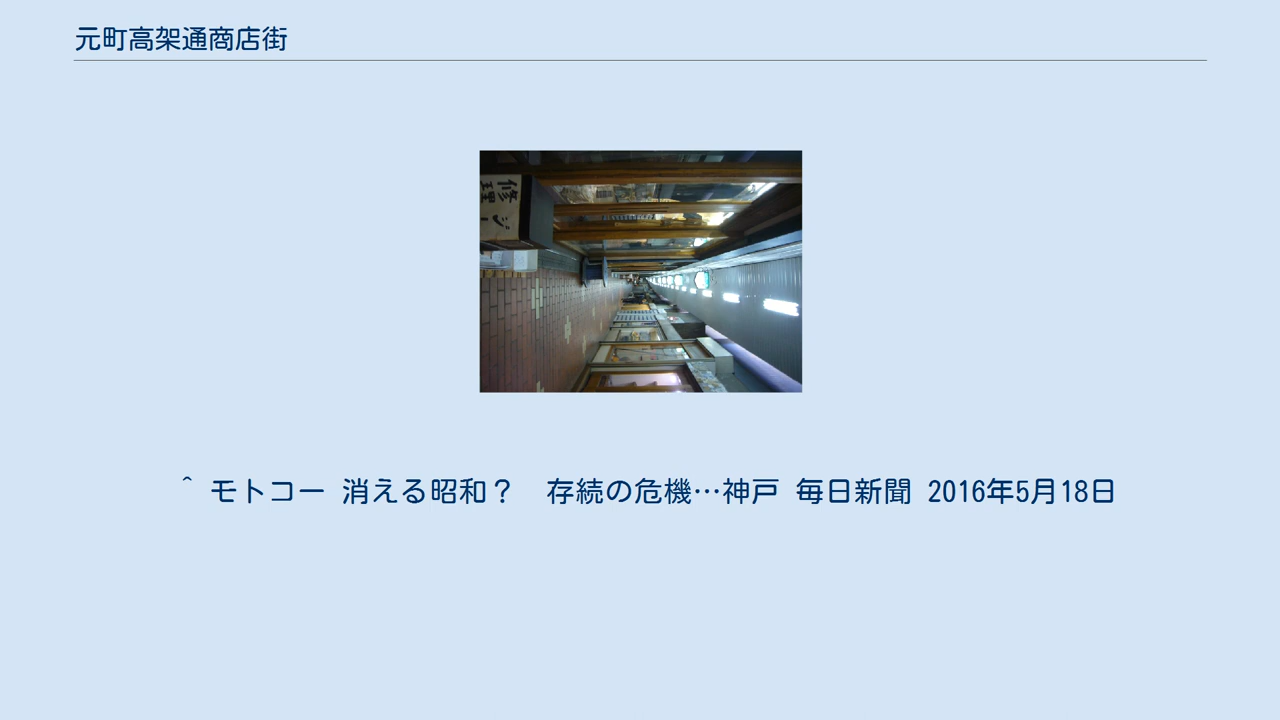 元町高架通商店街
修理
^ モトコー 消える昭和？　存続の危機…神戸 毎日新聞 2016年5月18日